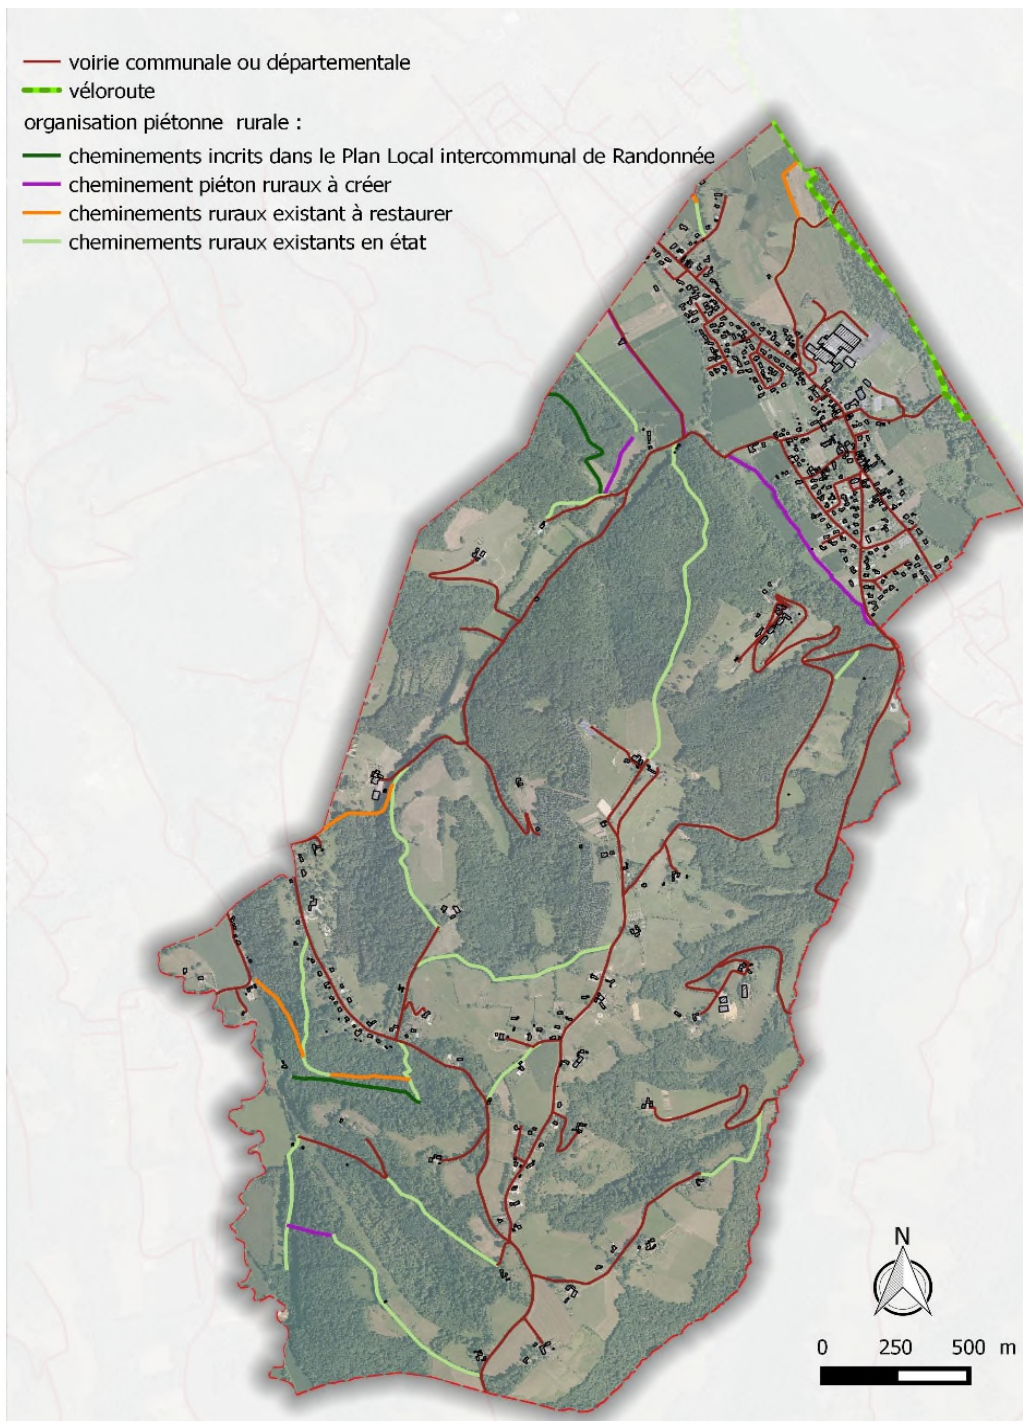 voirie communale ou départementale
véloroute
organisation piétonne rurale :
cheminements incrits dans le Plan Local intercommunal de Randonnée
cheminement piéton ruraux à créer
cheminements ruraux existant à restaurer
cheminements ruraux existants en état
N
0 250 500 m